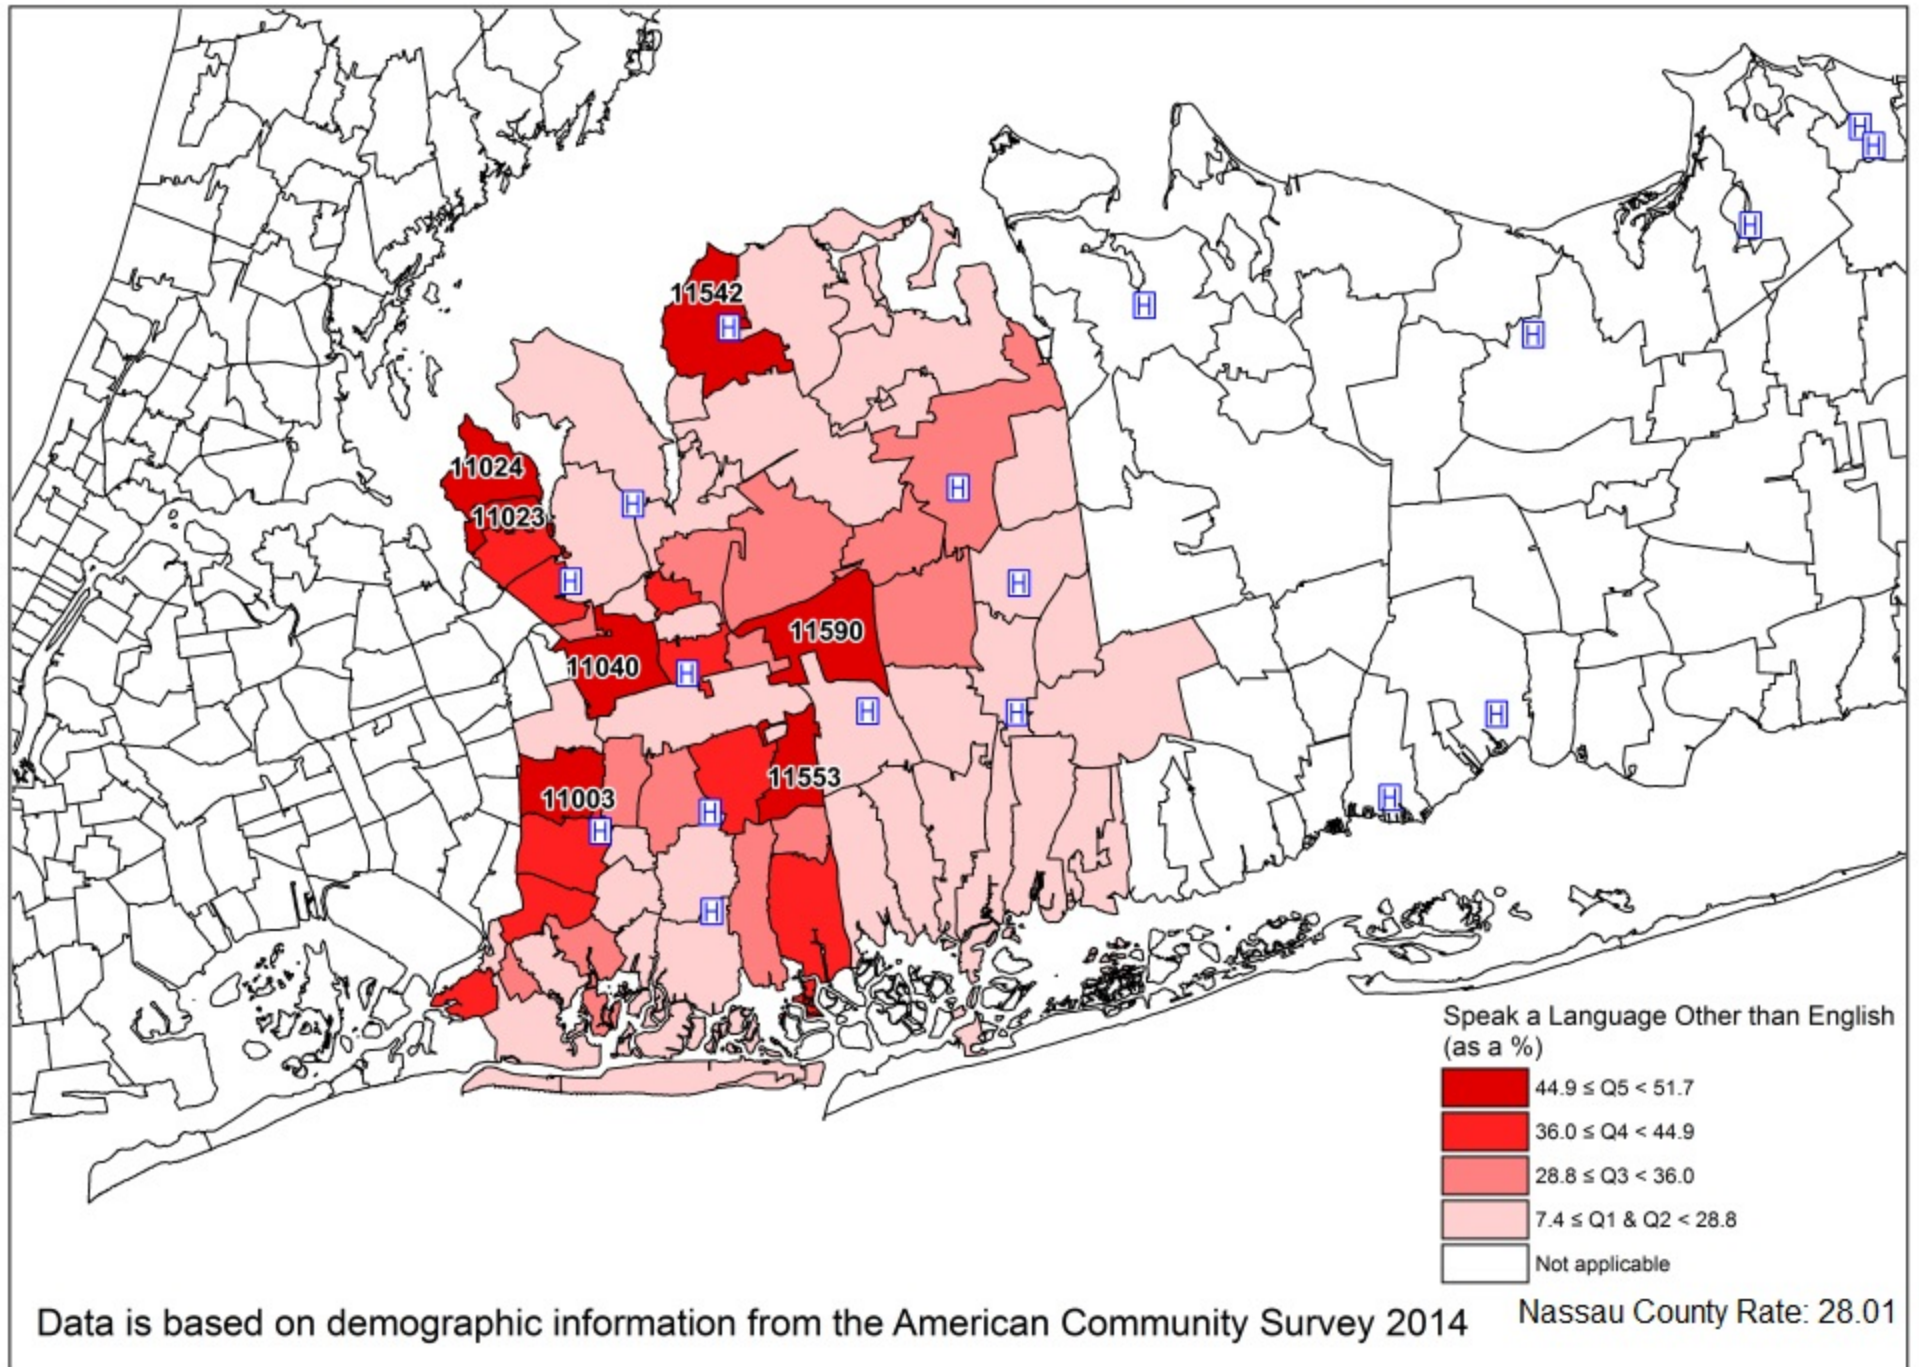 H
H
H
11542
H
H
H
11024
H
11023
H
H
H
11590
11040
H
H
H
H
11553
11003
H
H
H
H
Speak a Language Other than English
(as a %)
44.9 ≤ Q5 < 51.7
36.0 ≤ Q4 < 44.9
28.8 ≤ Q3 < 36.0
7.4 ≤ Q1 & Q2 < 28.8
Not applicable
Data is based on demographic information from the American Community Survey 2014
Nassau County Rate: 28.01